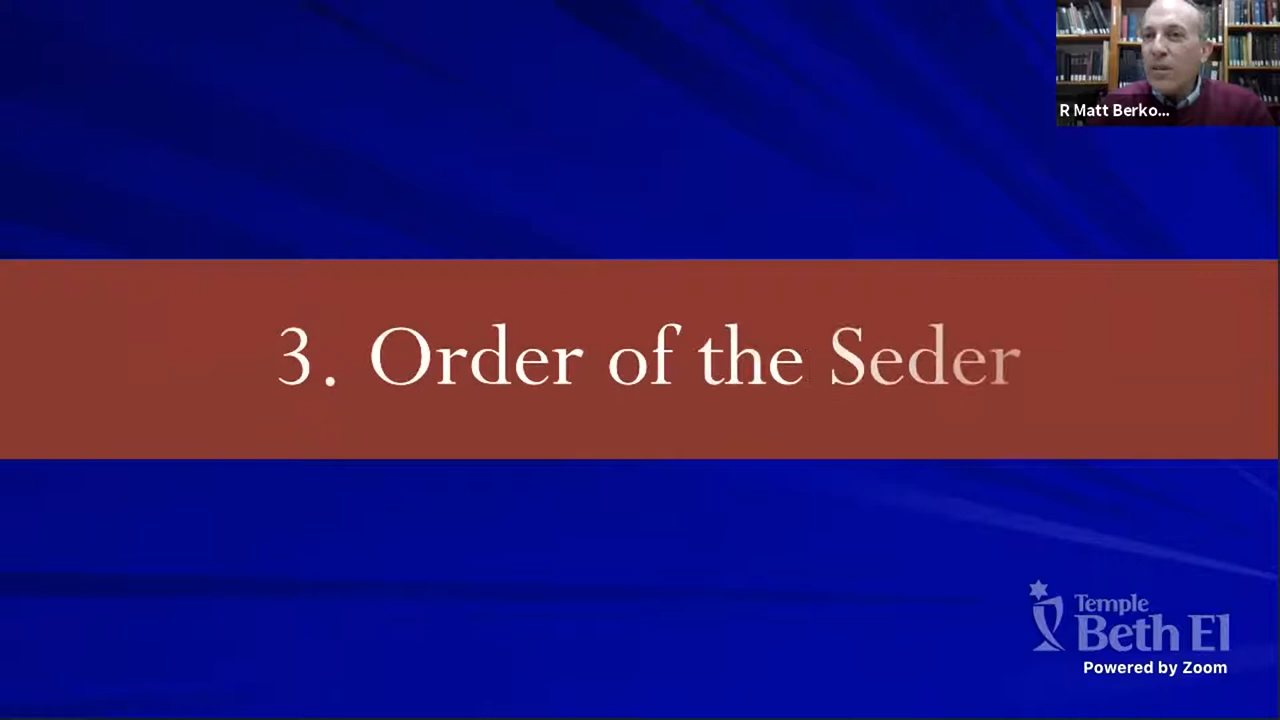 R Matt Berko...
3. Order of the Seder
Temple
Beth El
Powered by Zoom